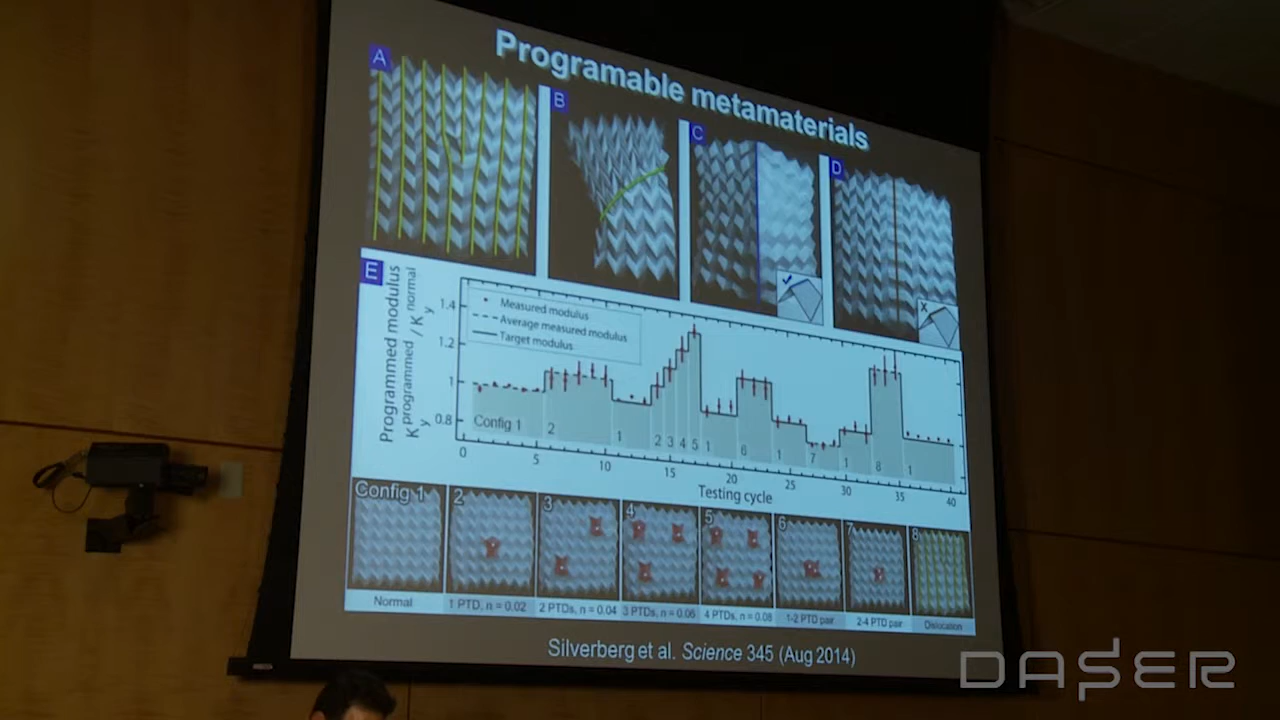 Programable metamaterials
A
B
C
D
E
Programmed modulus
K programmed y / K normal y
1.4
1.2
1
0.8
Measured modulus
Average measured modulus
Target modulus
Config 1
2
1
2 3 4 5
1
6
1
7
1
8
1
0 5 10 15 20 25 30 35 40
Testing cycle
Config 1
2
3
4
5
6
7
8
Normal
1 PTD, n = 0.02
2 PTDs, n = 0.04
3 PTDs, n = 0.06
4 PTDs, n = 0.08
1-2 PTD pair
2-4 PTD pair
Dislocation
Silverberg et al. Science 345 (Aug 2014)
DASER